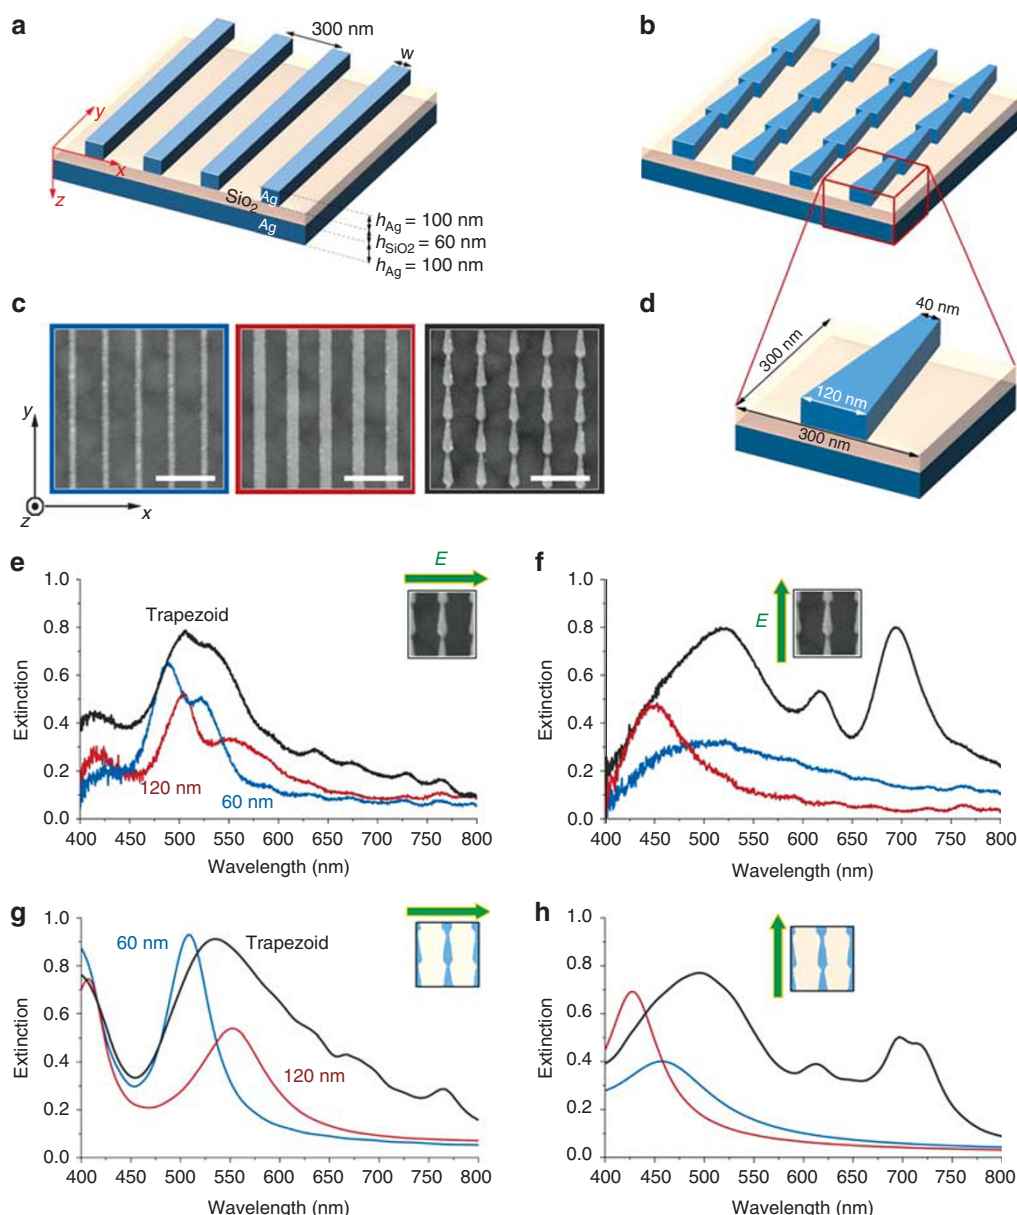 a
300 nm
w
y
x
z
Ag
Sio2
Ag
hAg = 100 nm
hSiO2 = 60 nm
hAg = 100 nm
b
c
y
z
x
d
40 nm
300 nm
120 nm
300 nm
e
E
Trapezoid
120 nm
60 nm
Extinction
1.0
0.8
0.6
0.4
0.2
0.0
400 450 500 550 600 650 700 750 800
Wavelength (nm)
f
E
Extinction
1.0
0.8
0.6
0.4
0.2
0.0
400 450 500 550 600 650 700 750 800
Wavelength (nm)
g
60 nm
Trapezoid
120 nm
Extinction
1.0
0.8
0.6
0.4
0.2
0.0
400 450 500 550 600 650 700 750 800
Wavelength (nm)
h
Extinction
1.0
0.8
0.6
0.4
0.2
0.0
400 450 500 550 600 650 700 750 800
Wavelength (nm)